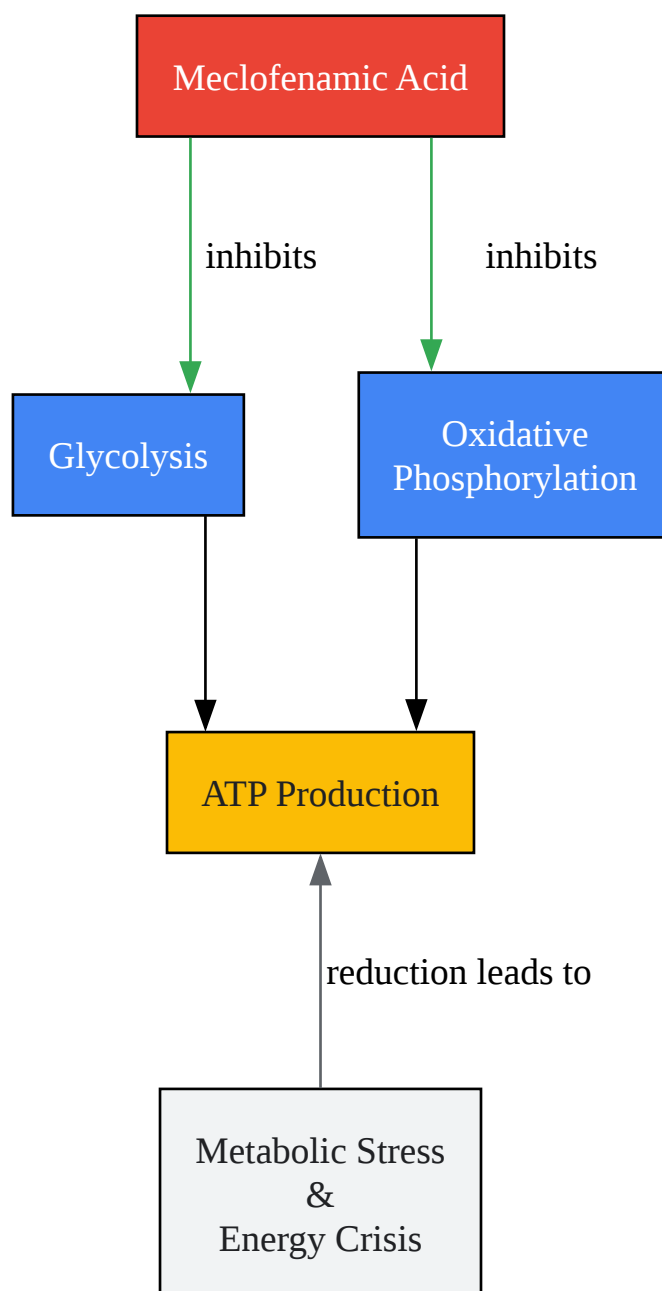 Meclofenamic Acid
inhibits
inhibits
Glycolysis
Oxidative
Phosphorylation
ATP Production
reduction leads to
Metabolic Stress
&
Energy Crisis